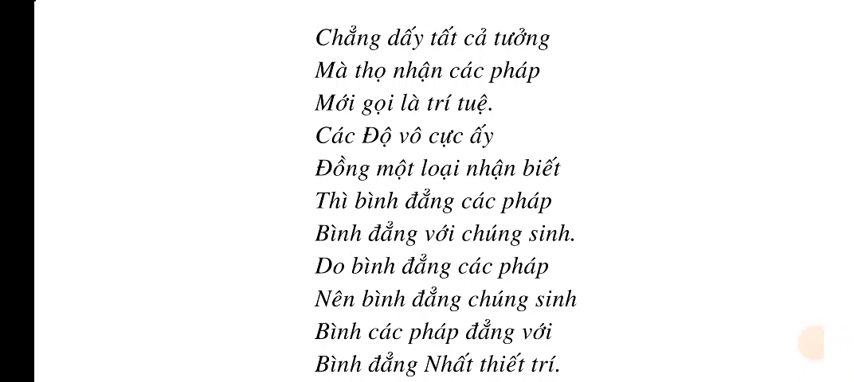 Chẳng dấy tất cả tưởng
Mà thọ nhận các pháp
Mới gọi là trí tuệ.
Các Độ vô cực ấy
Đồng một loại nhận biết
Thì bình đẳng các pháp
Bình đẳng với chúng sinh.
Do bình đẳng các pháp
Nên bình đẳng chúng sinh
Bình các pháp đẳng với
Bình đẳng Nhất thiết trí.